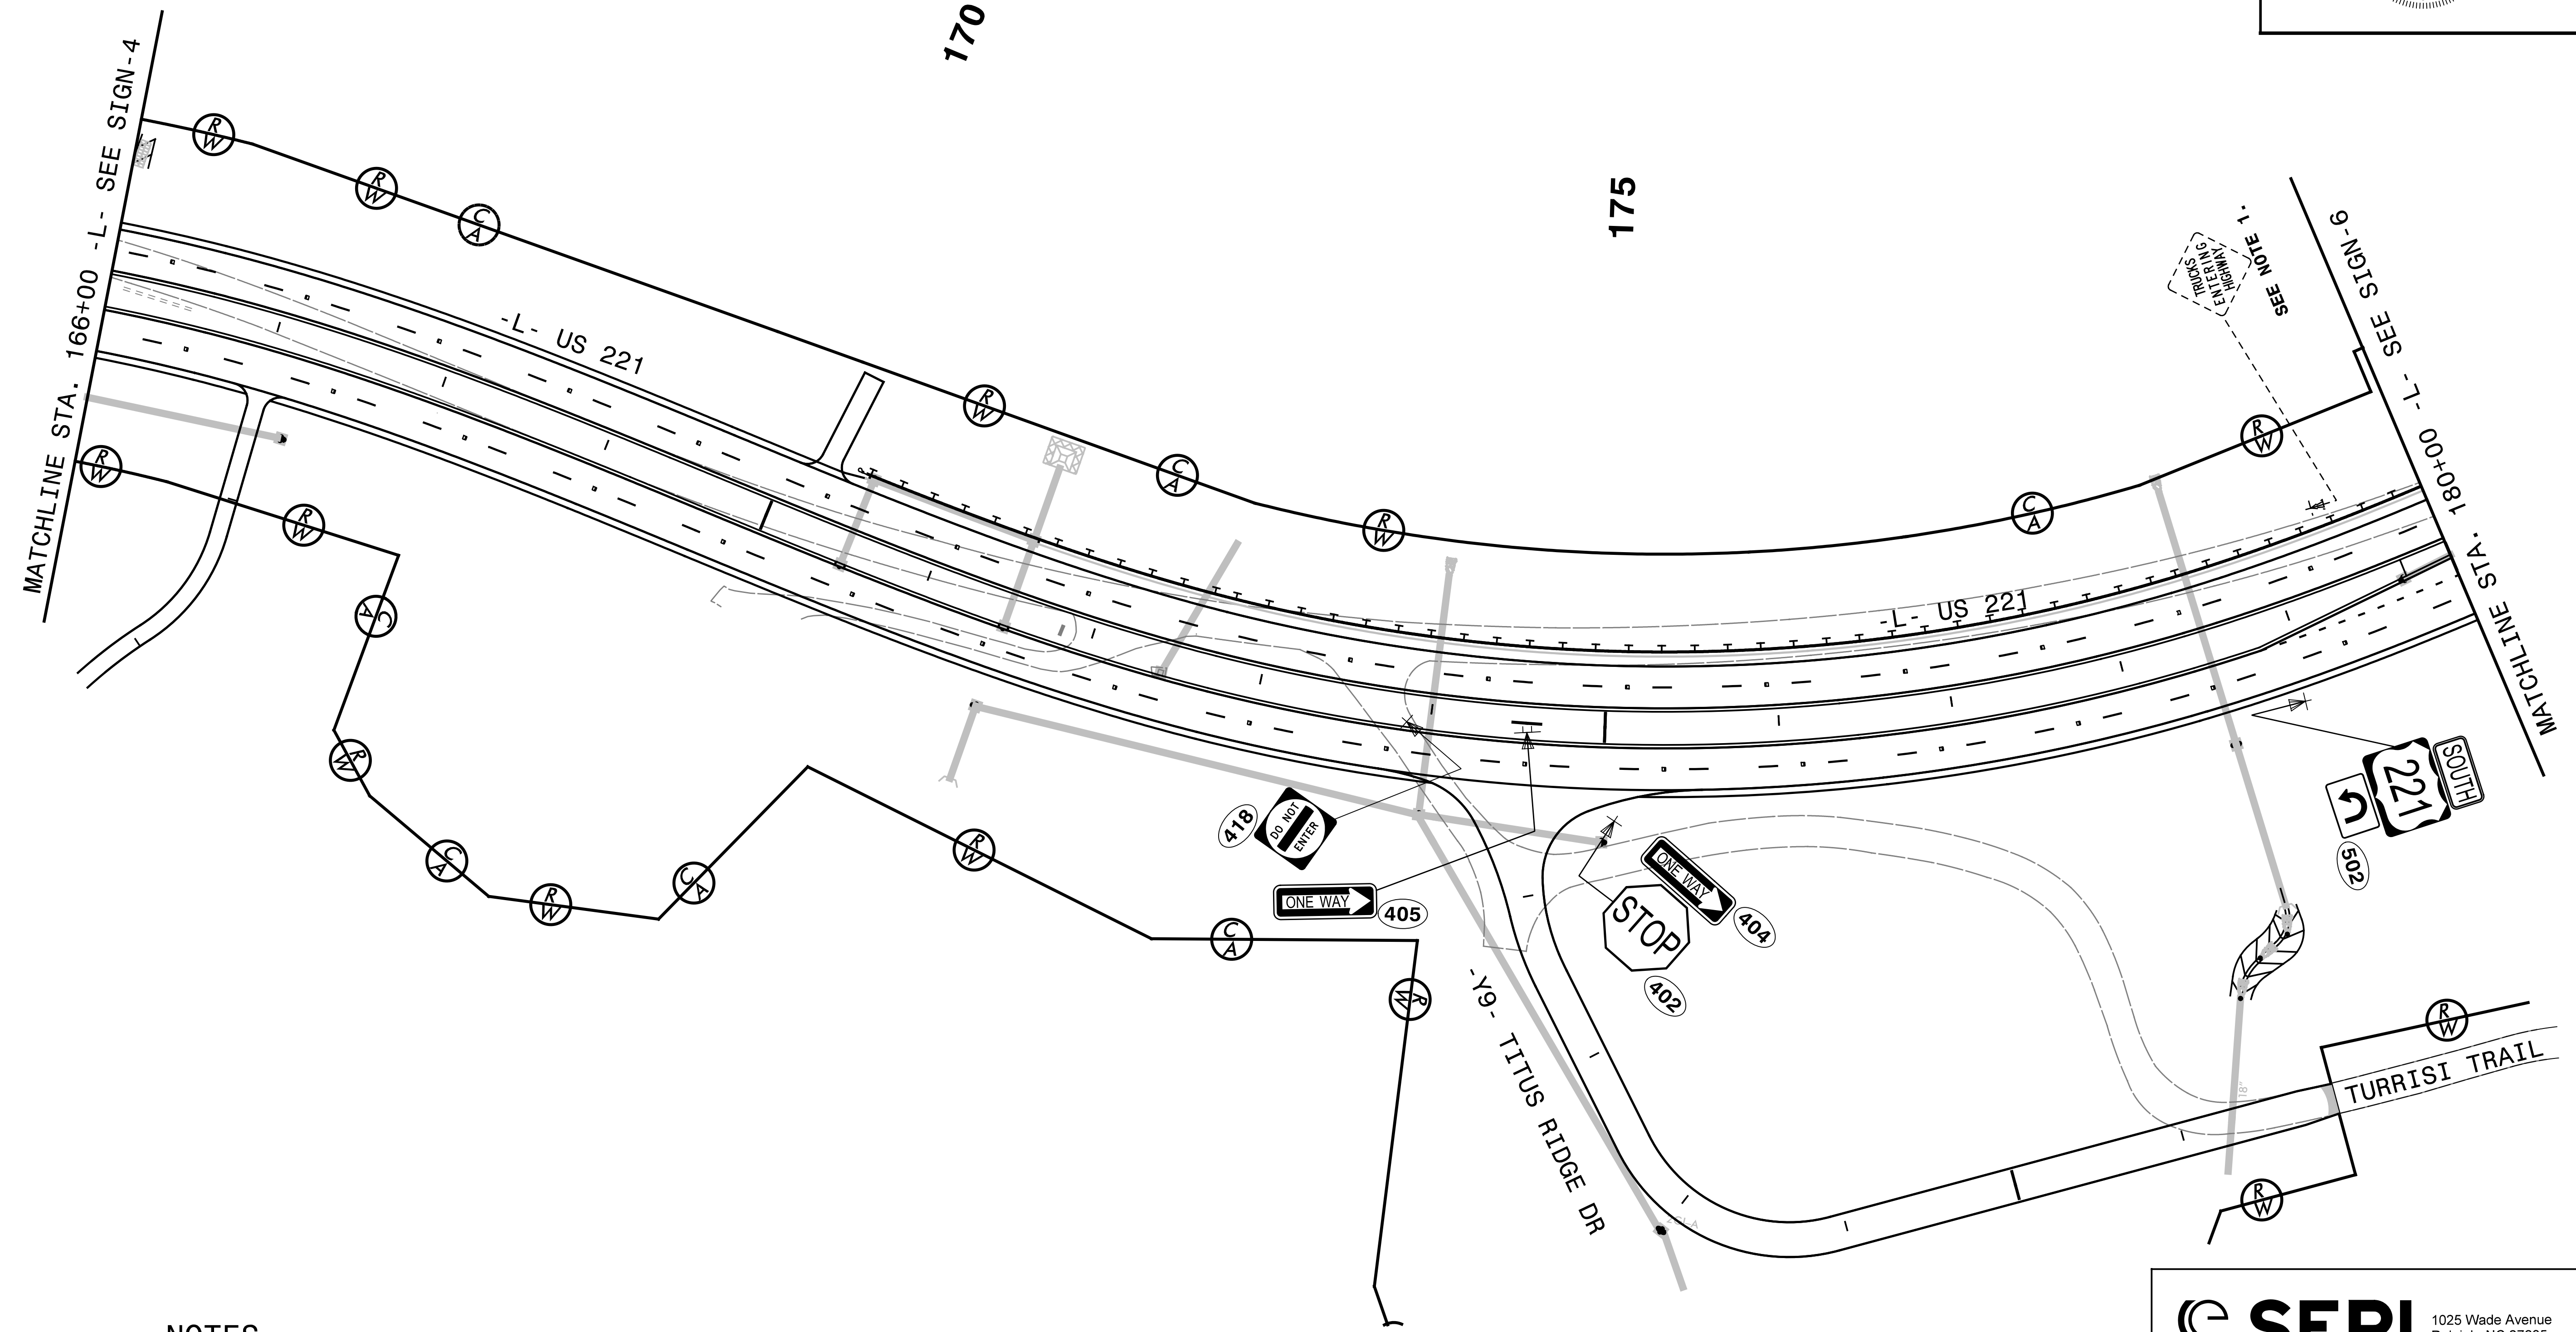 170
175
MATCHLINE STA. 166+00 -L- SEE SIGN-4
R
W
R
W
C
A
-L- US 221
R
W
C
A
R
W
C
A
R
W
TRUCKS
ENTERING
HIGHWAY
SEE NOTE 1.
MATCHLINE STA. 180+00 -L- SEE SIGN-6
-L- US 221
R
W
R
W
C
A
R
W
C
A
R
W
C
A
R
W
C
A
R
W
418
DO NOT
ENTER
ONE WAY
405
ONE WAY
404
STOP
402
SOUTH
221
502
-Y9- TITUS RIDGE DR
18"
R
W
TURRISI TRAIL
R
W
NOTES
SEPI
1025 Wade Avenue